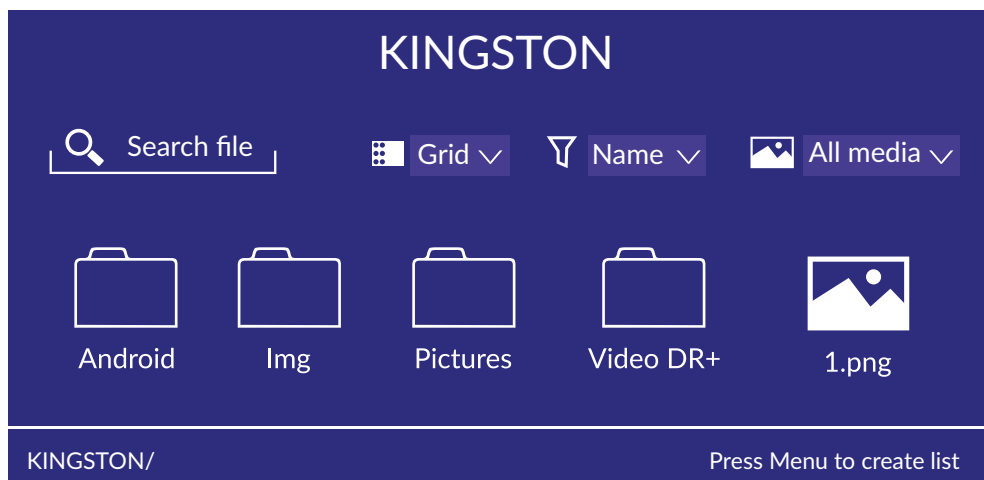 KINGSTON
Search file Grid Name All media
Android Img Pictures Video DR+ 1.png
KINGSTON/ Press Menu to create list